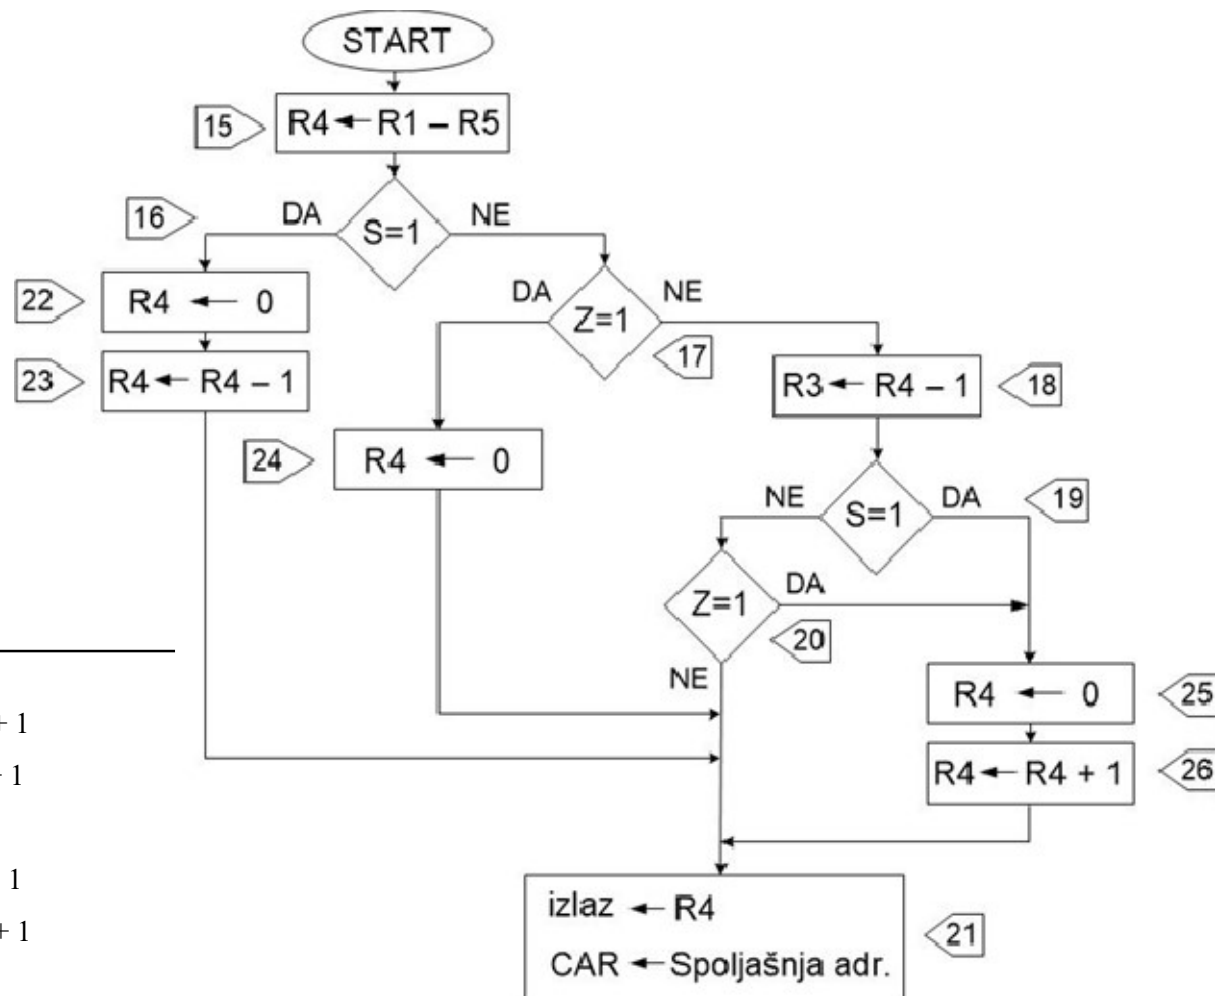 START
15
R4 ← R1 – R5
16
DA
S=1
NE
22
R4 ← 0
DA
Z=1
NE
17
23
R4 ← R4 – 1
R3 ← R4 – 1
18
24
R4 ← 0
NE
S=1
DA
19
Z=1
DA
20
NE
R4 ← 0
25
+ 1
R4 ← R4 + 1
26
1
1
+ 1
izlaz ← R4
CAR ← Spoljašnja adr.
21